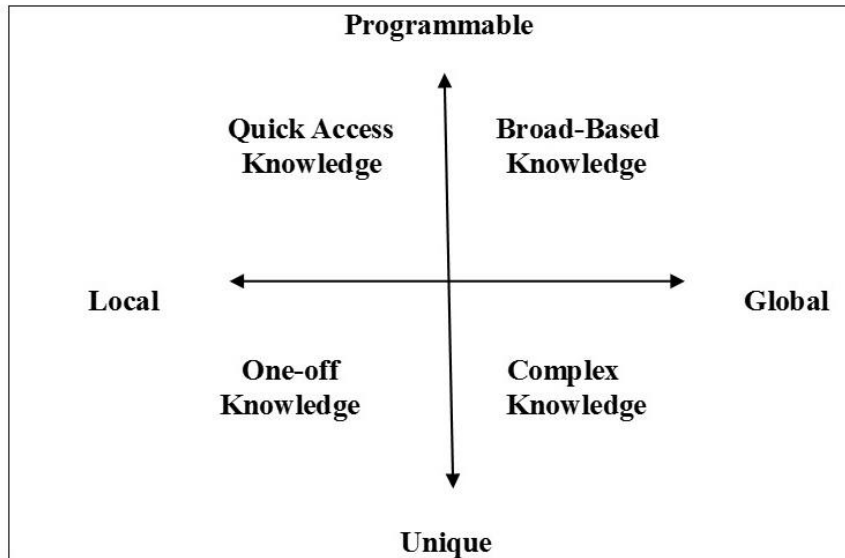 Programmable
Quick Access
Knowledge
Broad-Based
Knowledge
Local
Global
One-off
Knowledge
Complex
Knowledge
Unique